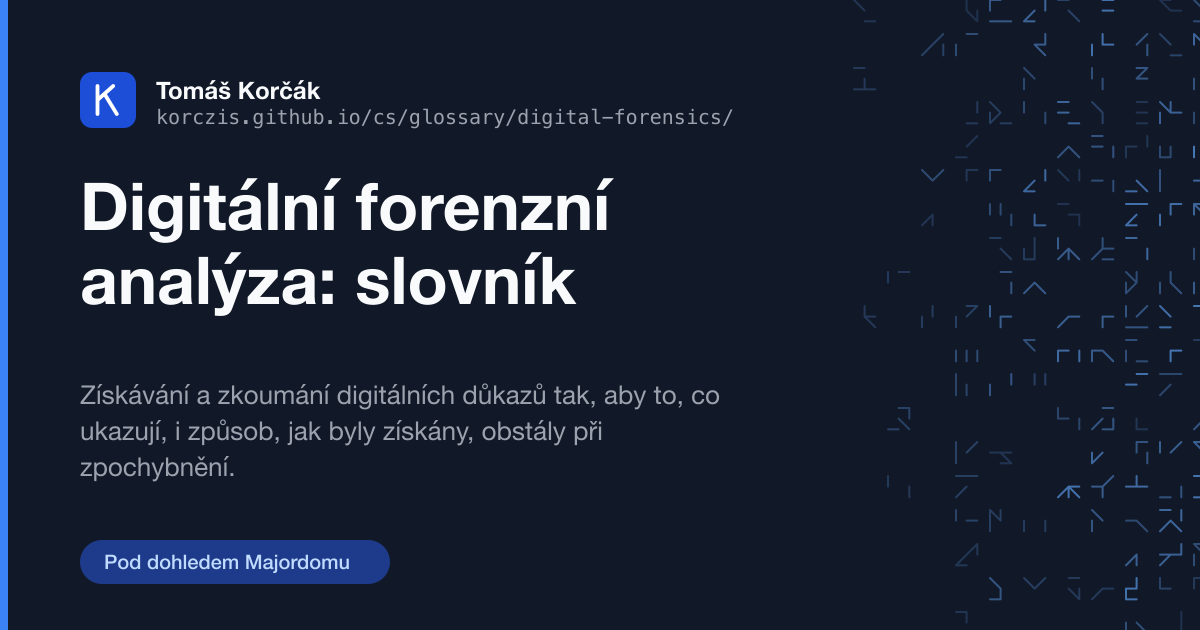 K
Tomáš Korčák
korczis.github.io/cs/glossary/digital-forensics/
Digitální forenzní
analýza: slovník
Získávání a zkoumání digitálních důkazů tak, aby to, co
ukazují, i způsob, jak byly získány, obstály při
zpochybnění.
Pod dohledem Majordomu